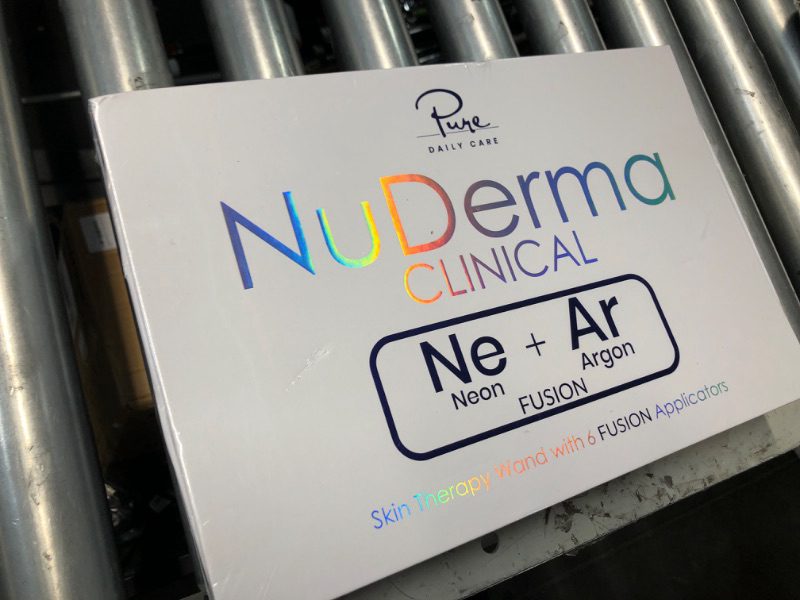 Pure
DAILY CARE
NuDerma
CLINICAL
Ne + Ar
Neon Argon
FUSION
Skin Therapy Wand with 6 FUSION Applicators